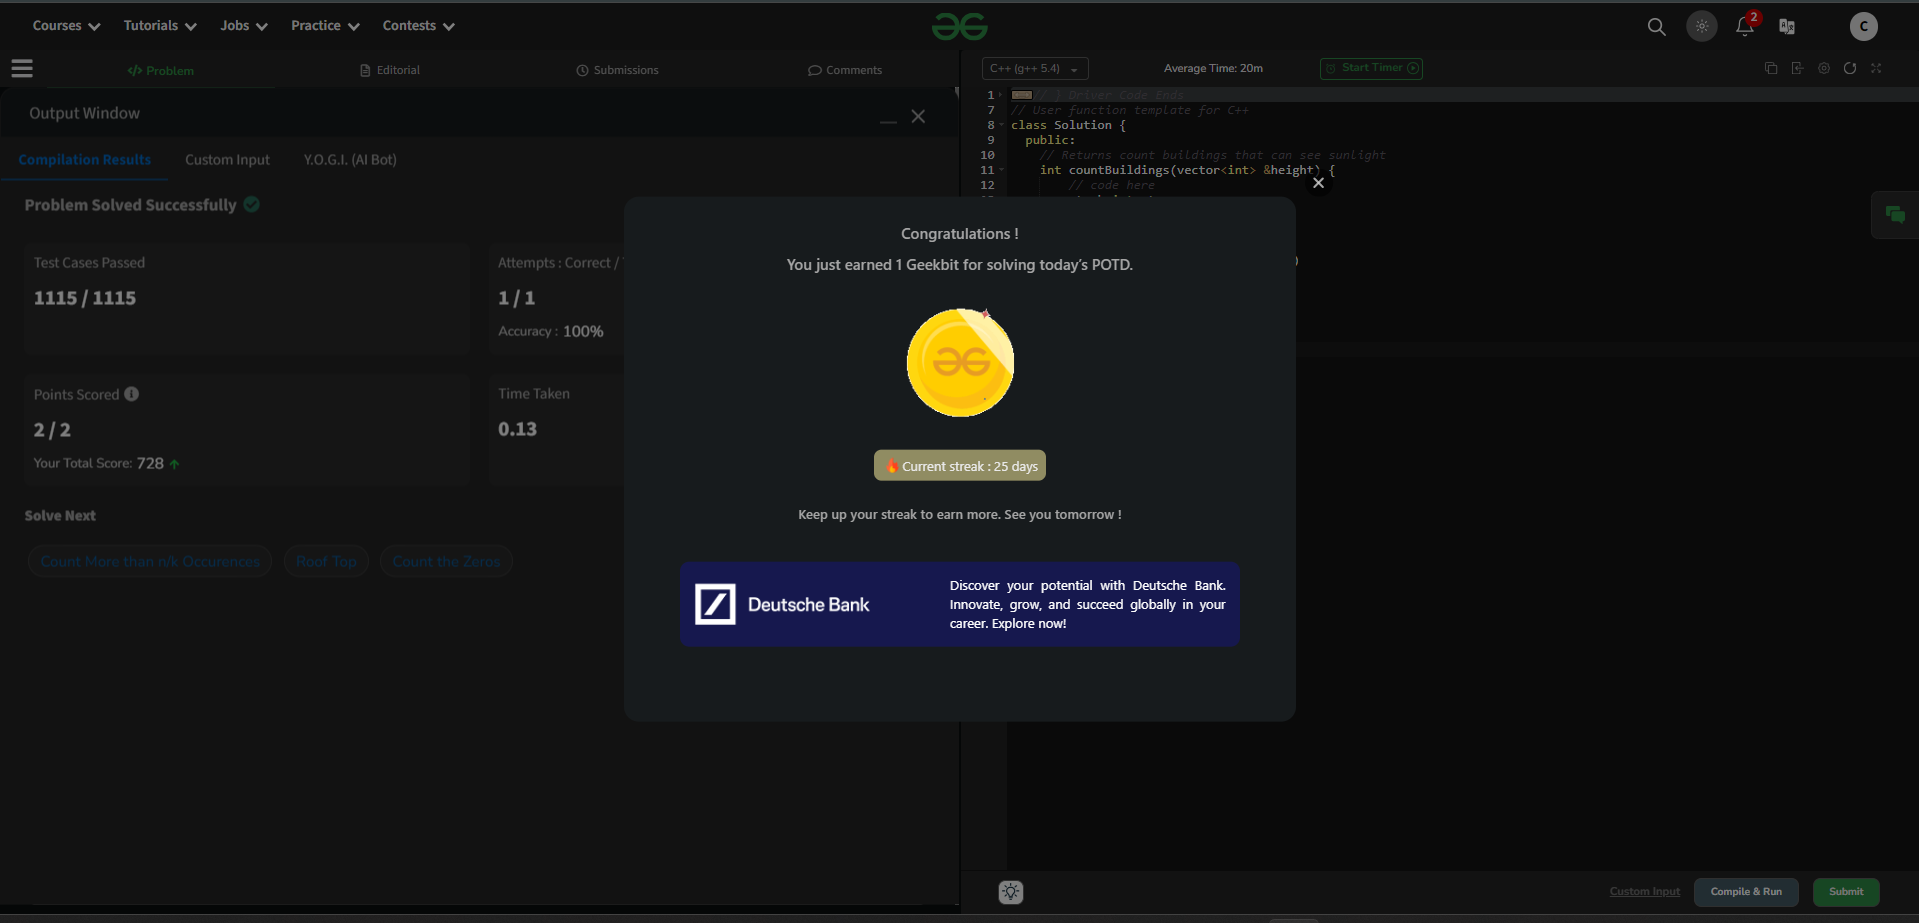 Courses
Tutorials
Jobs
Practice
Contests
2
C
Problem
Editorial
Submissions
Comments
C++ (g++ 5.4)
Average Time: 20m
Start Timer
Output Window
Compilation Results
Custom Input
Y.O.G.I. (AI Bot)
Problem Solved Successfully
Test Cases Passed
1115 / 1115
Attempts : Correct /
1 / 1
Accuracy : 100%
Points Scored
2 / 2
Your Total Score: 728
Time Taken
0.13
Solve Next
Count More than n/k Occurences
Roof Top
Count the Zeros
1 // } Driver Code Ends
7 // User function template for C++
8 class Solution {
9 public:
10 // Returns count buildings that can see sunlight
11 int countBuildings(vector<int> &height) {
12 // code here
Congratulations !
You just earned 1 Geekbit for solving today's POTD.
Current streak : 25 days
Keep up your streak to earn more. See you tomorrow !
Deutsche Bank
Discover your potential with Deutsche Bank.
Innovate, grow, and succeed globally in your
career. Explore now!
Custom Input
Compile & Run
Submit